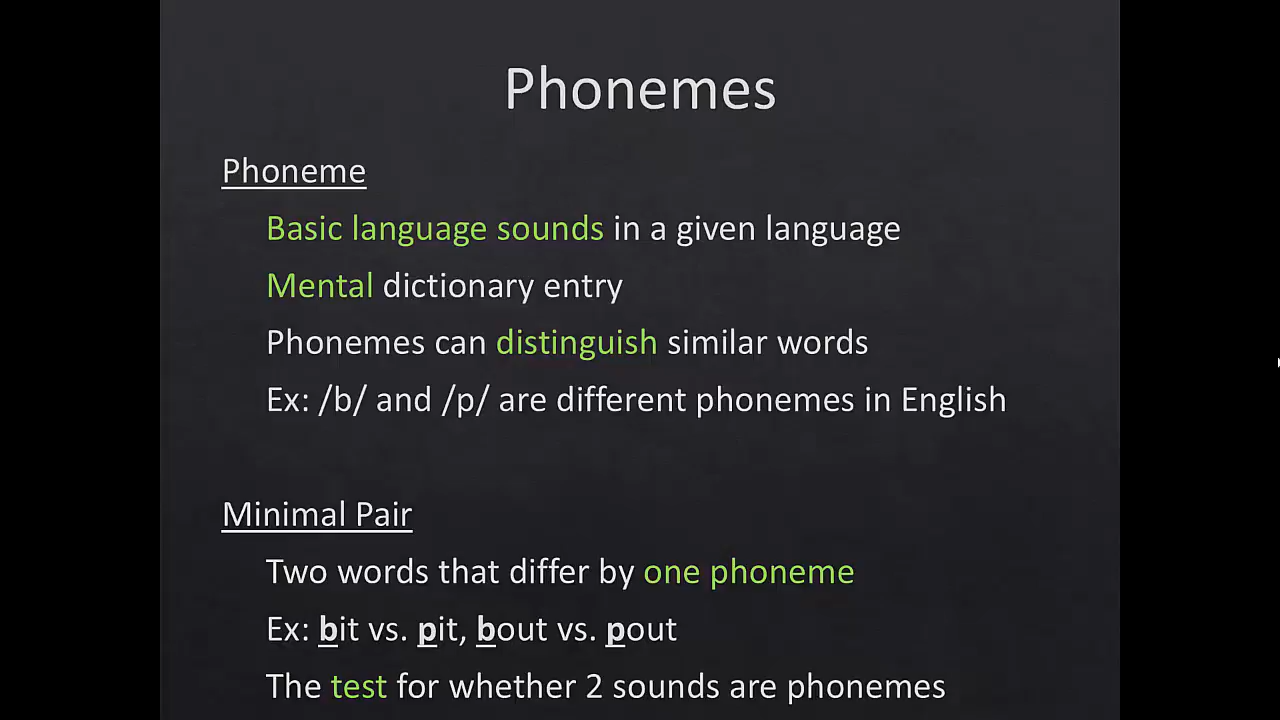 Phonemes
Phoneme
Basic language sounds in a given language
Mental dictionary entry
Phonemes can distinguish similar words
Ex: /b/ and /p/ are different phonemes in English
Minimal Pair
Two words that differ by one phoneme
Ex: bit vs. pit, bout vs. pout
The test for whether 2 sounds are phonemes